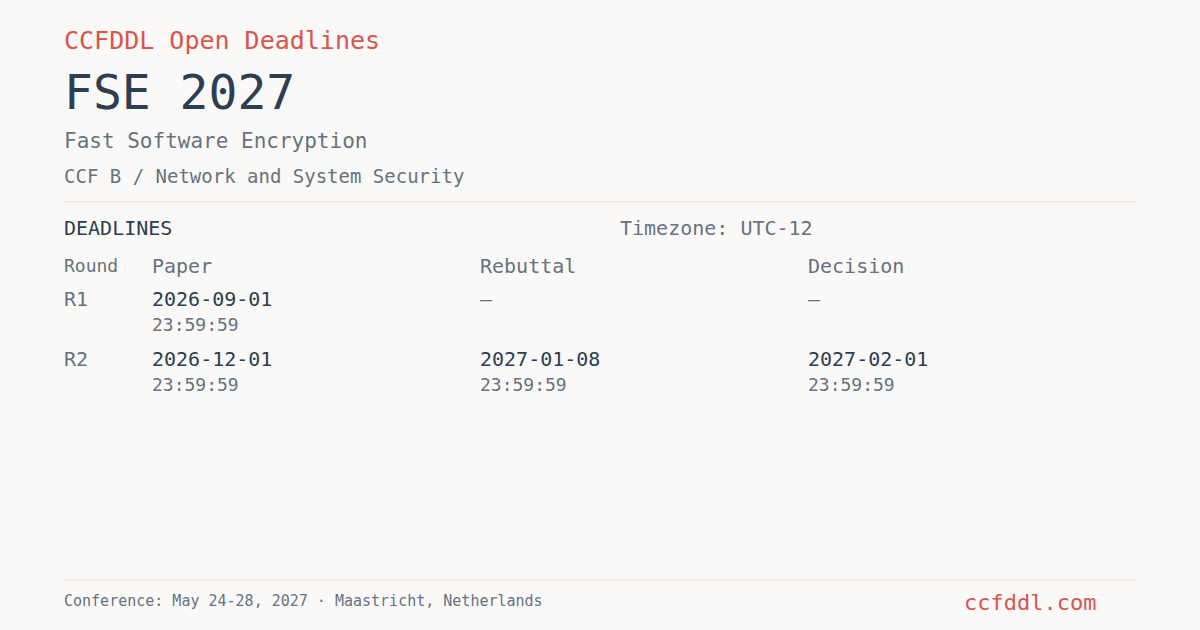 CCFDDL Open Deadlines
FSE 2027
Fast Software Encryption
CCF B / Network and System Security
DEADLINES Timezone: UTC-12
Round Paper Rebuttal Decision
R1 2026-09-01 — —
23:59:59
R2 2026-12-01 2027-01-08 2027-02-01
23:59:59 23:59:59 23:59:59
Conference: May 24-28, 2027 · Maastricht, Netherlands ccfddl.com